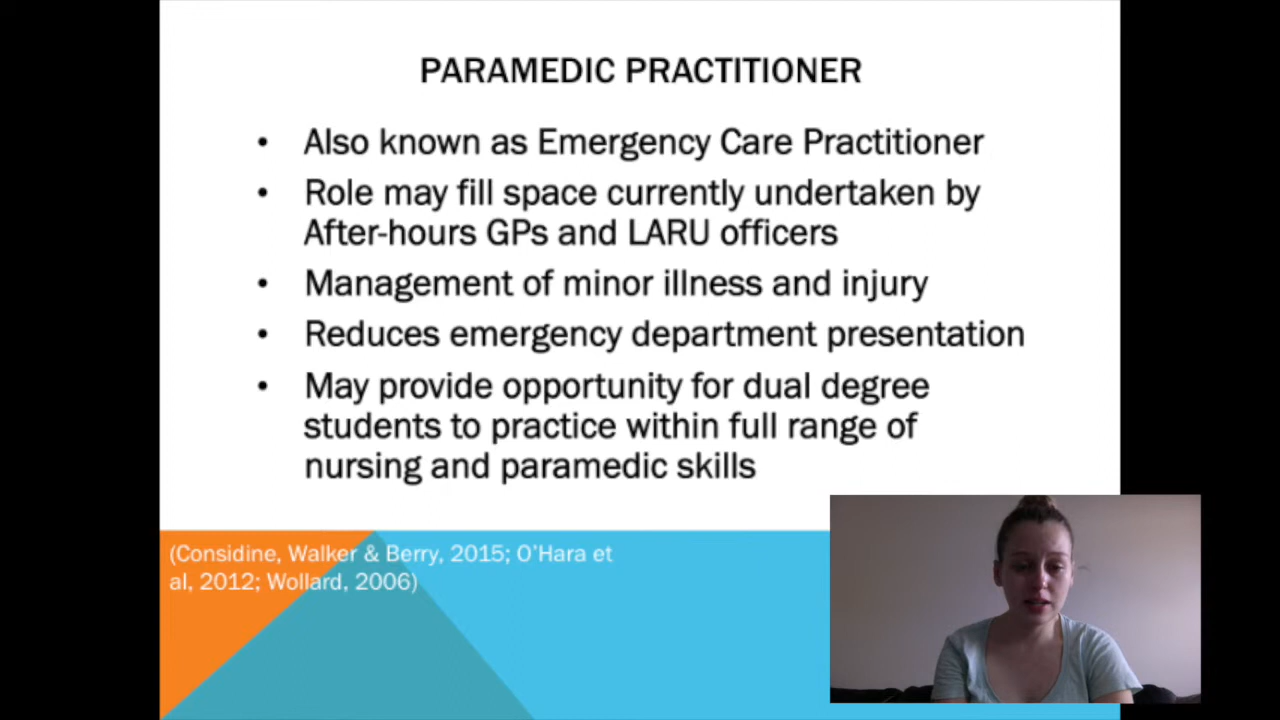 PARAMEDIC PRACTITIONER
• Also known as Emergency Care Practitioner
• Role may fill space currently undertaken by
After-hours GPs and LARU officers
• Management of minor illness and injury
• Reduces emergency department presentation
• May provide opportunity for dual degree
students to practice within full range of
nursing and paramedic skills
(Considine, Walker & Berry, 2015; O'Hara et
al, 2012; Wollard, 2006)